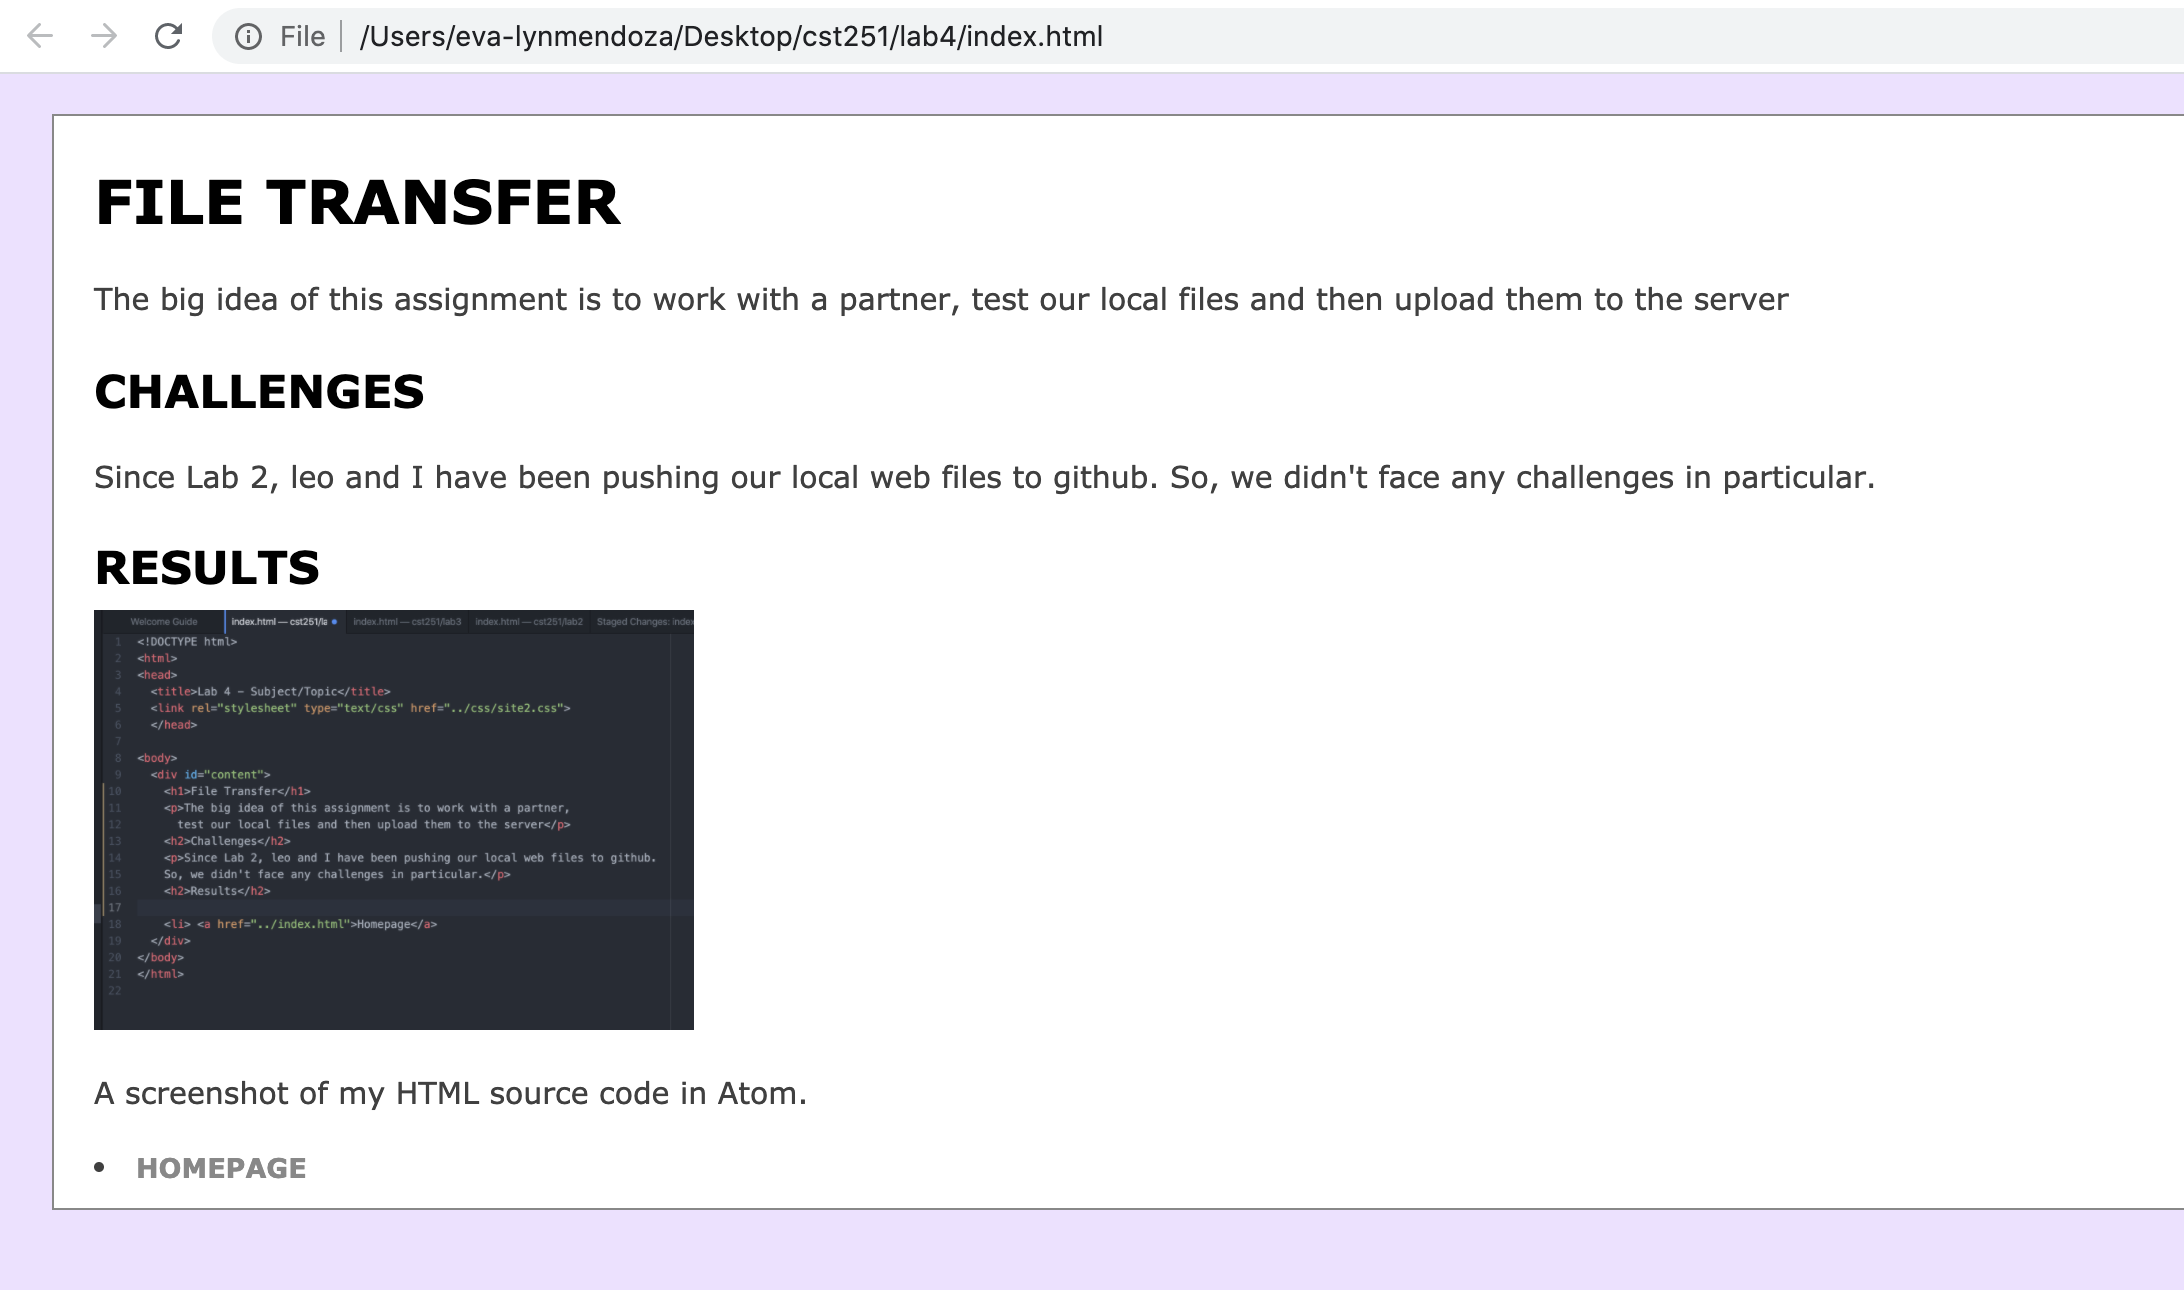 File | /Users/eva-lynmendoza/Desktop/cst251/lab4/index.html
FILE TRANSFER
The big idea of this assignment is to work with a partner, test our local files and then upload them to the server
CHALLENGES
Since Lab 2, leo and I have been pushing our local web files to github. So, we didn't face any challenges in particular.
RESULTS
Welcome Guide index.html — cst251/la index.html — cst251/lab3 index.html — cst251/lab2 Staged Changes: index
1 <!DOCTYPE html>
2 <html>
3 <head>
4 <title>Lab 4 - Subject/Topic</title>
5 <link rel="stylesheet" type="text/css" href="../css/site2.css">
6 </head>
7
8 <body>
9 <div id="content">
10 <h1>File Transfer</h1>
11 <p>The big idea of this assignment is to work with a partner,
12 test our local files and then upload them to the server</p>
13 <h2>Challenges</h2>
14 <p>Since Lab 2, leo and I have been pushing our local web files to github.
15 So, we didn't face any challenges in particular.</p>
16 <h2>Results</h2>
17
18 <li> <a href="../index.html">Homepage</a>
19 </div>
20 </body>
21 </html>
22
A screenshot of my HTML source code in Atom.
• HOMEPAGE